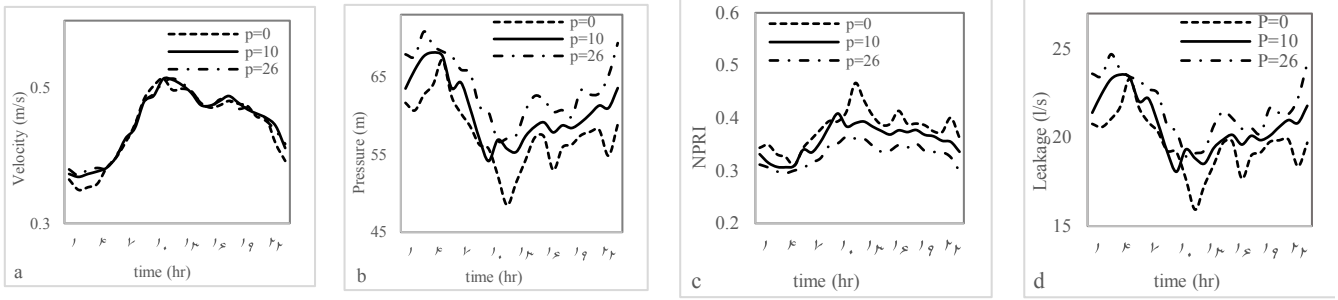 p=0
p=10
p=26
0.5
0.3
Velocity (m/s)
۱ ۴ ۷ ۱۰ ۱۳ ۱۶ ۱۹ ۲۲
time (hr)
a
p=0
p=10
p=26
65
55
45
Pressure (m)
۱ ۴ ۷ ۱۰ ۱۳ ۱۶ ۱۹ ۲۲
time (hr)
b
p=0
p=10
p=26
0.6
0.5
0.4
0.3
0.2
NPRI
۱ ۴ ۷ ۱۰ ۱۳ ۱۶ ۱۹ ۲۲
time (hr)
c
P=0
P=10
P=26
25
20
15
Leakage (l/s)
۱ ۴ ۷ ۱۰ ۱۳ ۱۶ ۱۹ ۲۲
time (hr)
d